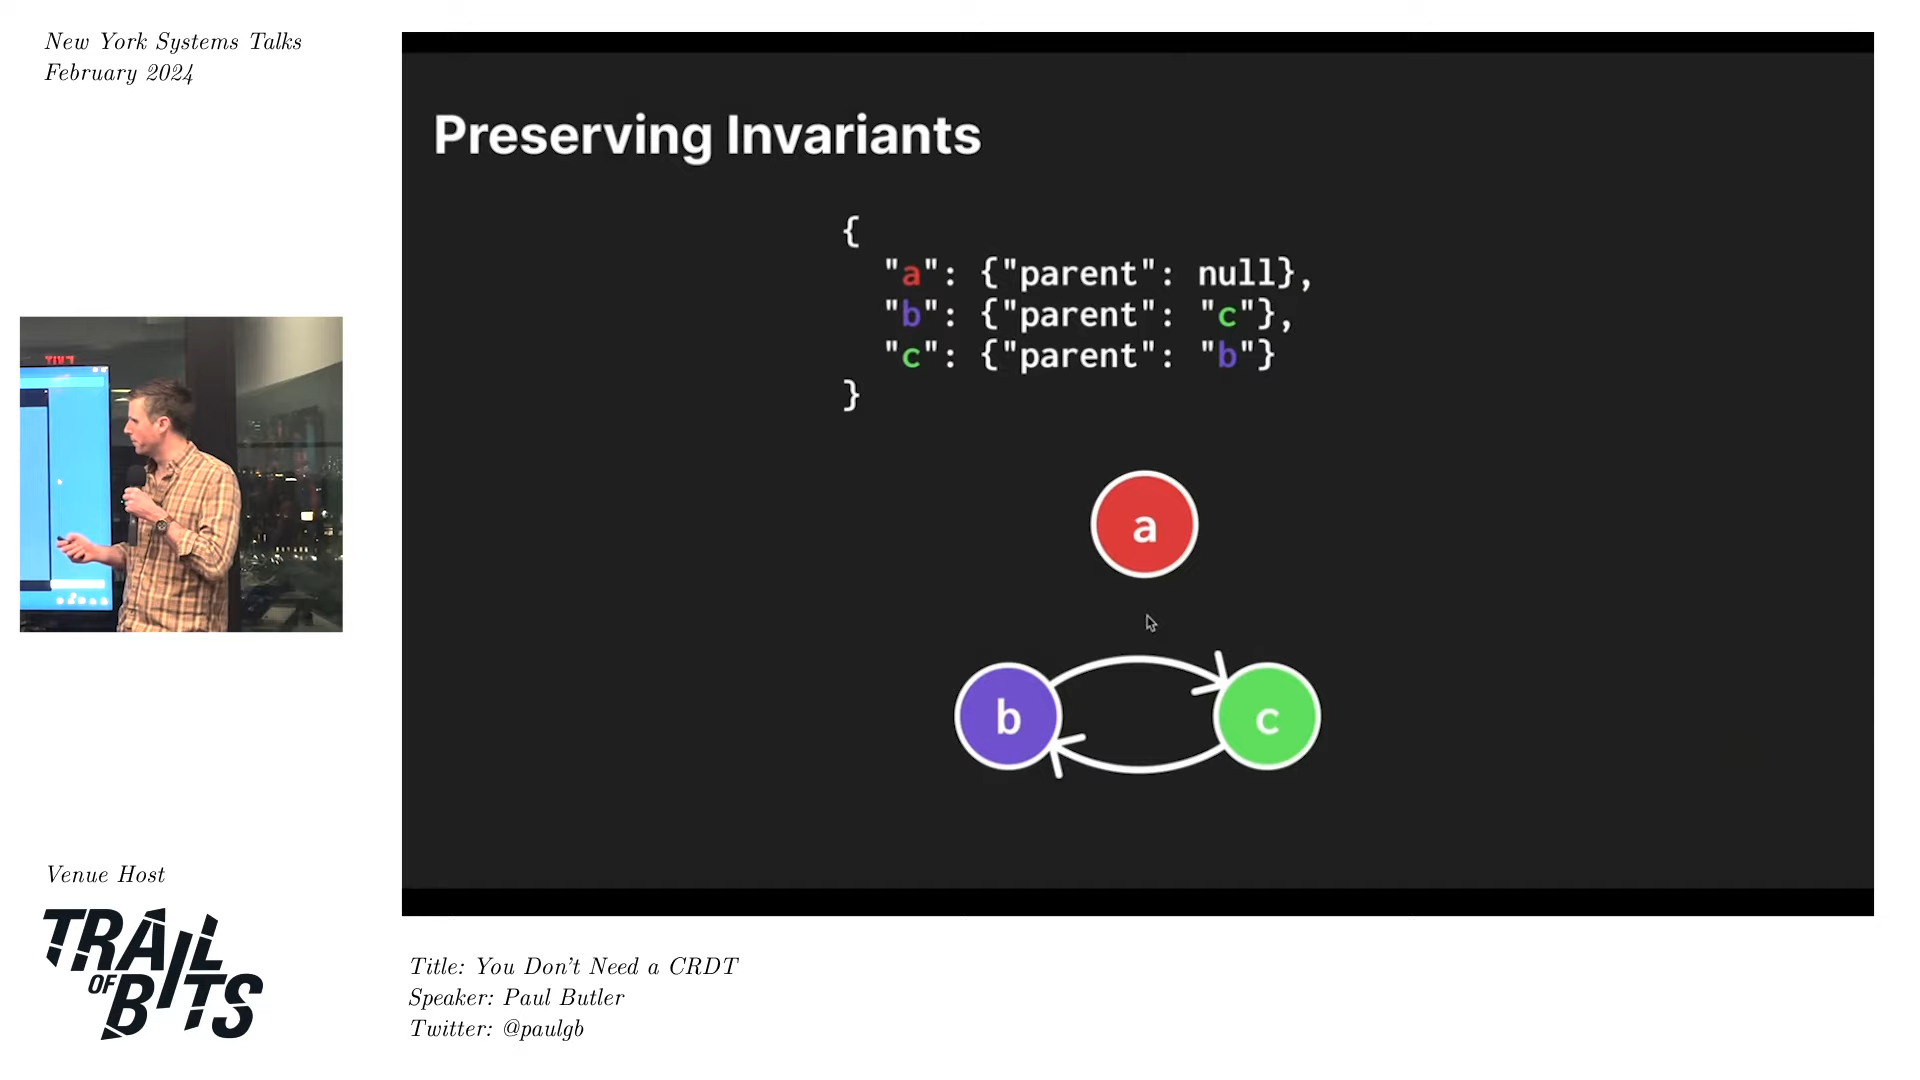 New York Systems Talks
February 2024
Preserving Invariants
{
"a": {"parent": null},
"b": {"parent": "c"},
"c": {"parent": "b"}
}
a
b
c
Venue Host
TRAIL
OF
BITS
Title: You Don't Need a CRDT
Speaker: Paul Butler
Twitter: @paulgb